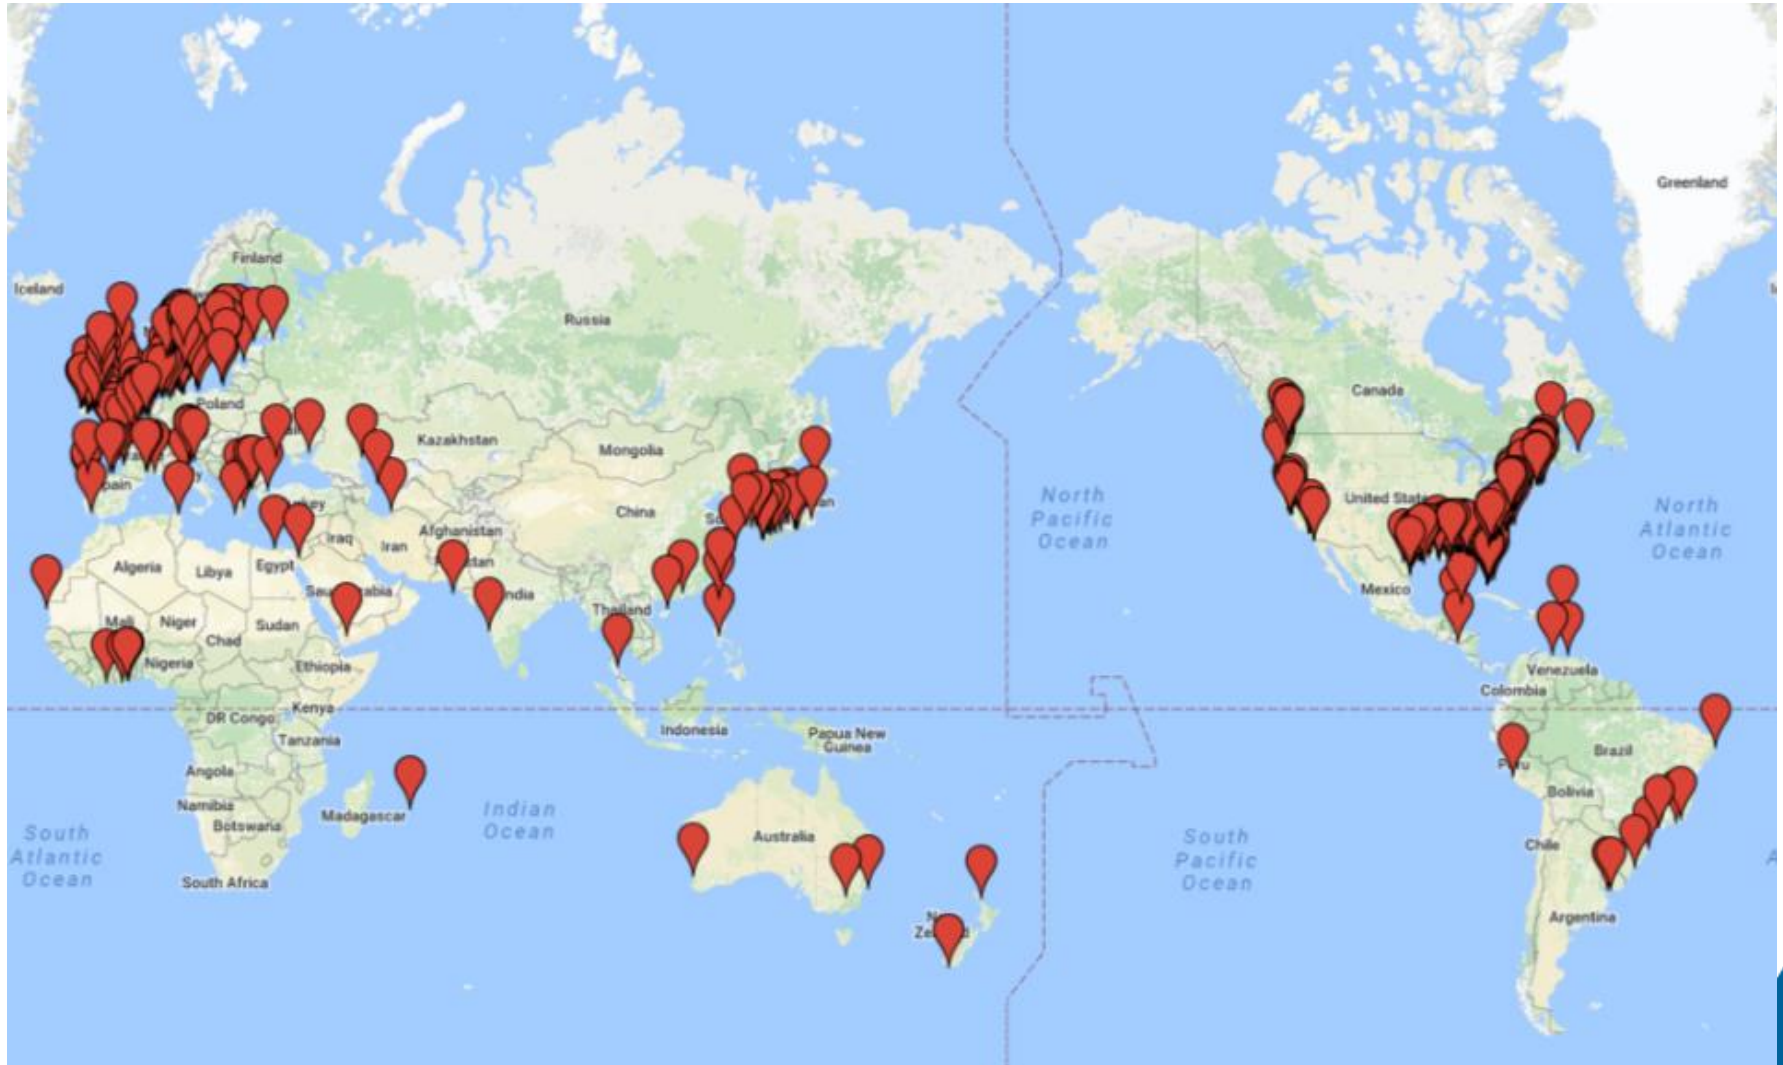 Greenland
Finland
Iceland
Russia
Canada
Poland
Kazakhstan
Mongolia
United State
North
Pacific
Ocean
North
Atlantic
Ocean
China
Afghanistan
Iraq
Iran
Algeria
Libya
Egypt
Mexico
Thailand
Mali
Niger
Chad
Sudan
Nigeria
Ethiopia
Venezuela
Colombia
DR Congo
Kenya
Tanzania
Indonesia
Papua New
Guinea
Brazil
Angola
Bolivia
Namibia
Botswana
Madagascar
Indian
Ocean
South
Atlantic
Ocean
Australia
South
Pacific
Ocean
Chile
South Africa
Argentina